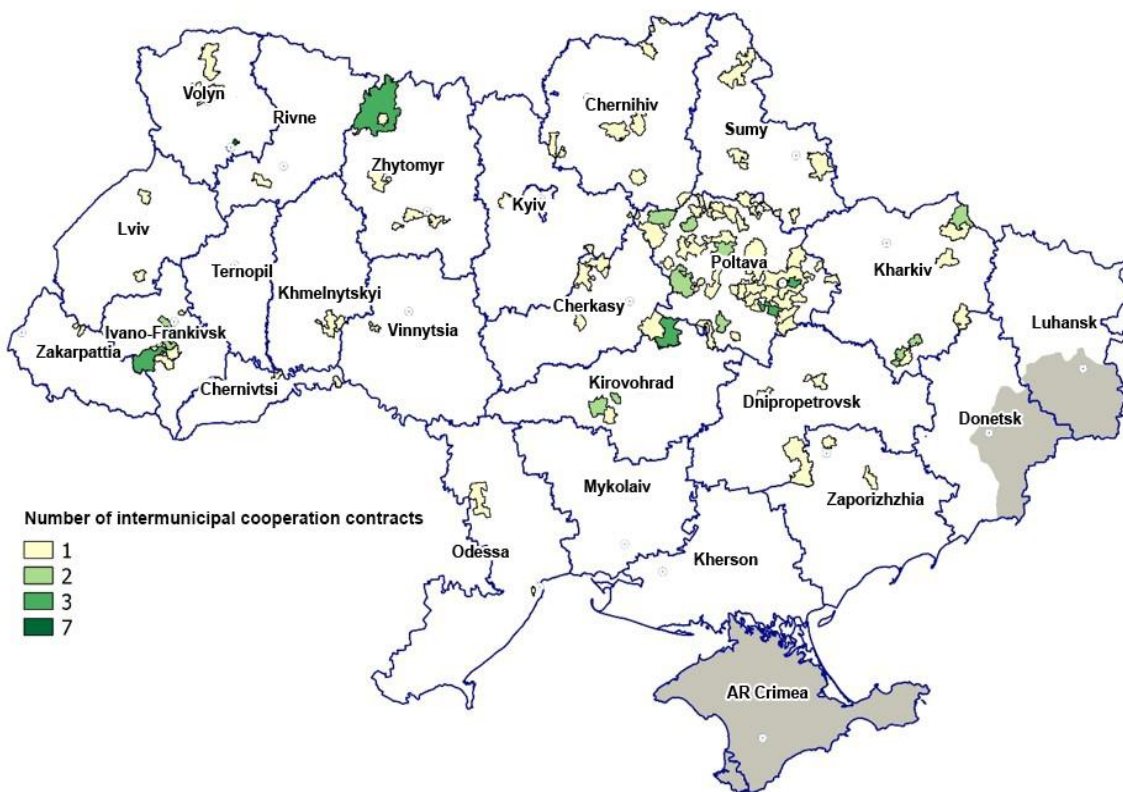 Volyn
Rivne
Chernihiv
Sumy
Zhytomyr
Kyiv
Lviv
Ternopil
Khmelnytskyi
Poltava
Kharkiv
Cherkasy
Vinnytsia
Luhansk
Ivano-Frankivsk
Zakarpattia
Chernivtsi
Kirovohrad
Dnipropetrovsk
Donetsk
Mykolaiv
Zaporizhzhia
Number of intermunicipal cooperation contracts
1
2
3
7
Odessa
Kherson
AR Crimea